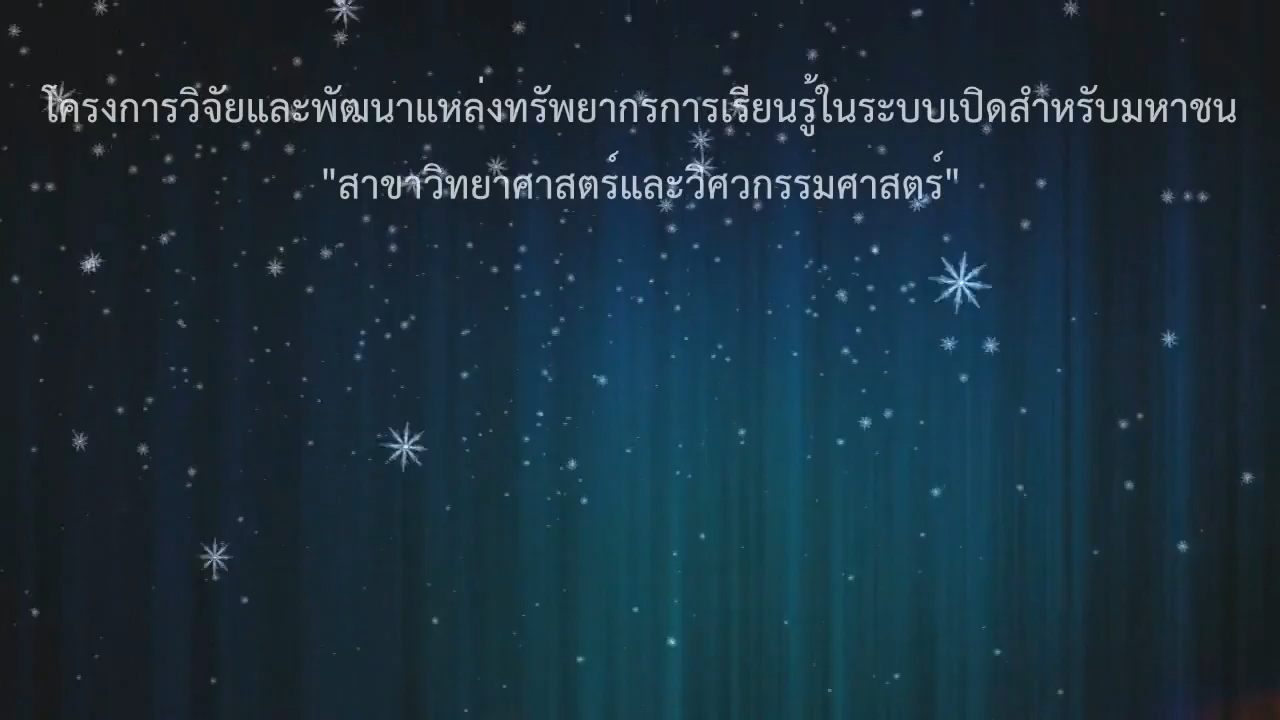 โครงการวิจัยและพัฒนาแหล่งทรัพยากรการเรียนรู้ในระบบเปิดสำหรับมหาชน
"สาขาวิทยาศาสตร์และวิศวกรรมศาสตร์"